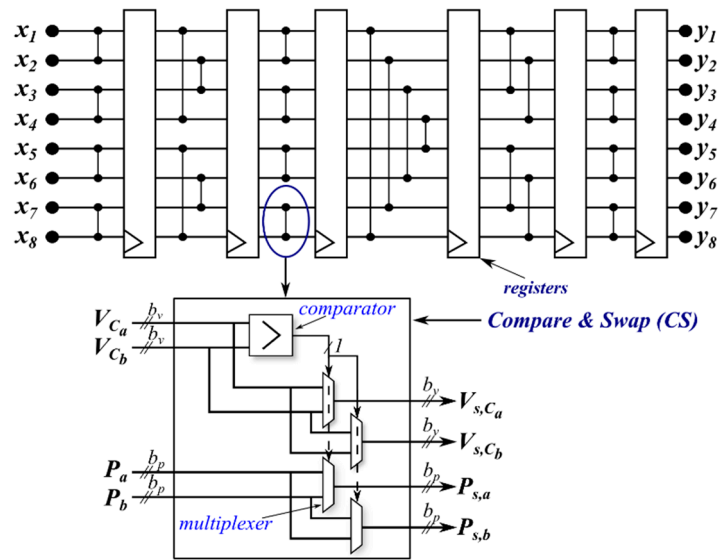 x1 y1
x2 y2
x3 y3
x4 y4
x5 y5
x6 y6
x7 y7
x8 y8
registers
comparator
Compare & Swap (CS)
VCa bv
VCb bv
>
1
by Vs,Ca
by Vs,Cb
Pa bp
Pb bp
bp Ps,a
bp Ps,b
multiplexer